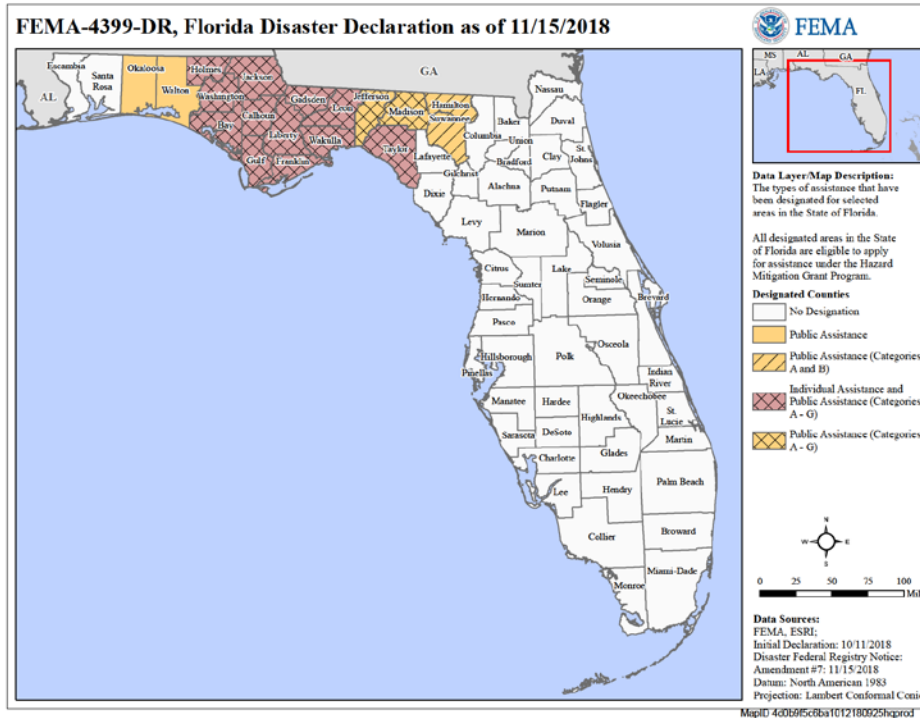 FEMA-4399-DR, Florida Disaster Declaration as of 11/15/2018
FEMA
GA
AL
Escambia
Santa
Rosa
Okaloosa
Walton
Holmes
Jackson
Washington
Bay
Calhoun
Gadsden
Leon
Liberty
Wakulla
Gulf
Franklin
Jefferson
Madison
Hamilton
Suwannee
Taylor
Lafayette
Columbia
Dixie
Gilchrist
Baker
Union
Bradford
Nassau
Duval
Clay
St.
Johns
Alachua
Putnam
Flagler
Levy
Marion
Volusia
Citrus
Sumter
Lake
Seminole
Hernando
Orange
Brevard
Pasco
Osceola
Hillsborough
Polk
Pinellas
Indian
River
Manatee
Hardee
Highlands
Okeechobee
St.
Lucie
Sarasota
DeSoto
Martin
Charlotte
Glades
Lee
Hendry
Palm Beach
Collier
Broward
Monroe
Miami-Dade
MS
AL
GA
LA
FL
Data Layer/Map Description:
The types of assistance that have
been designated for selected
areas in the State of Florida.
All designated areas in the State
of Florida are eligible to apply
for assistance under the Hazard
Mitigation Grant Program.
Designated Counties
No Designation
Public Assistance
Public Assistance (Categories
A and B)
Individual Assistance and
Public Assistance (Categories
A - G)
Public Assistance (Categories
A - G)
N
W E
S
0 25 50 75 100
Mil
Data Sources:
FEMA, ESRI;
Initial Declaration: 10/11/2018
Disaster Federal Registry Notice:
Amendment #7: 11/15/2018
Datum: North American 1983
Projection: Lambert Conformal Conic
MapID 4c0b9f5c6ba1012180925hqprod